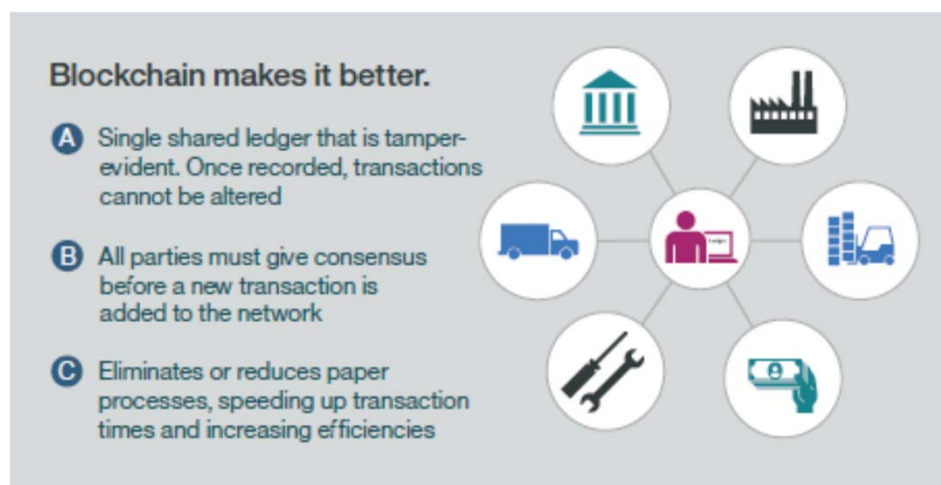 Blockchain makes it better.
A Single shared ledger that is tamper-
evident. Once recorded, transactions
cannot be altered
B All parties must give consensus
before a new transaction is
added to the network
C Eliminates or reduces paper
processes, speeding up transaction
times and increasing efficiencies